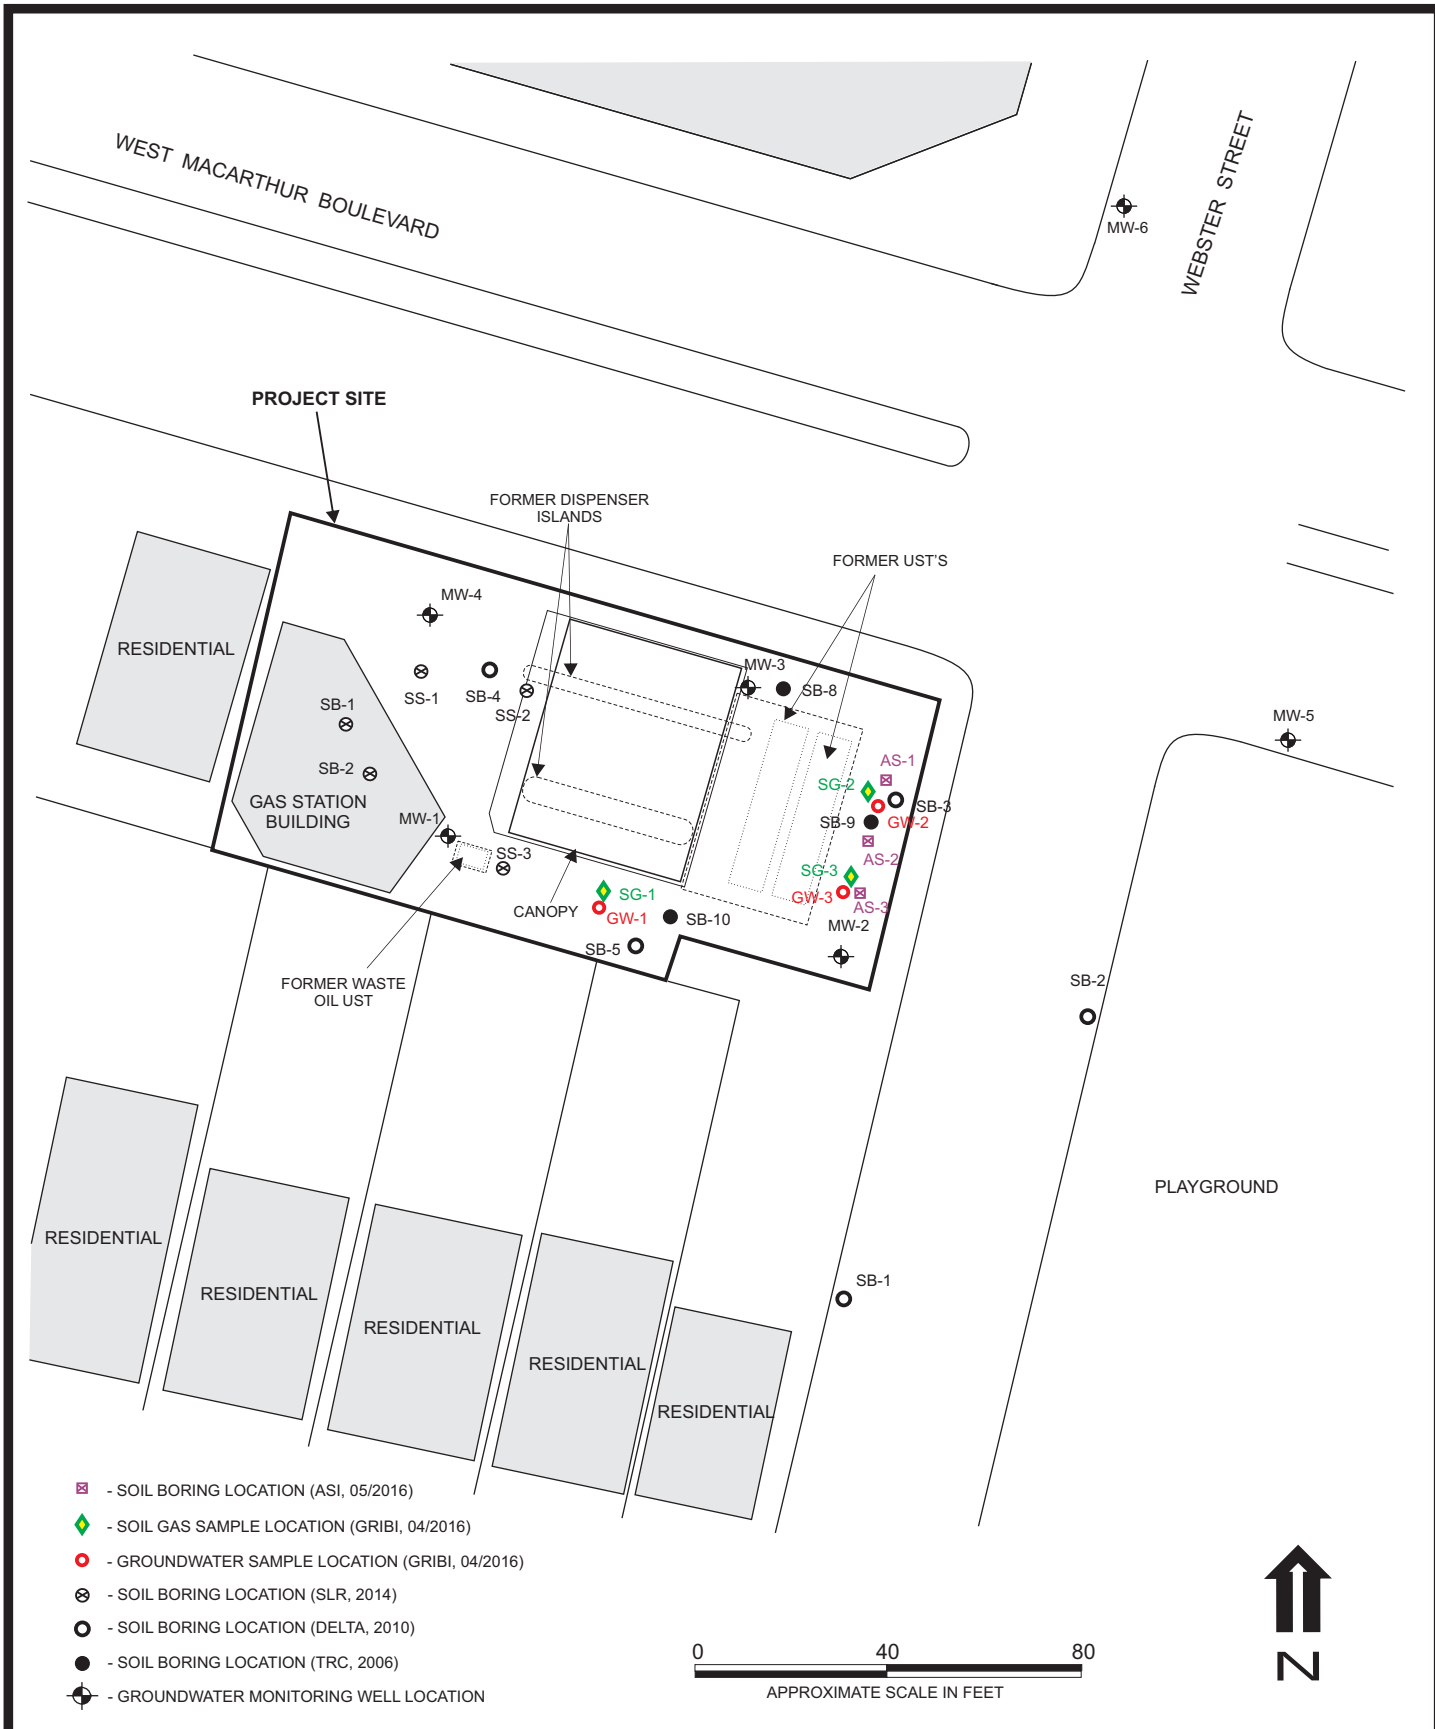 WEST MACARTHUR BOULEVARD
WEBSTER STREET
MW-6
PROJECT SITE
FORMER DISPENSER
ISLANDS
FORMER UST'S
MW-4
RESIDENTIAL
SS-1
SB-4
SS-2
MW-3
SB-8
SB-1
SB-2
GAS STATION
BUILDING
MW-1
SS-3
MW-5
AS-1
SG-2
SB-3
SB-9
GW-2
AS-2
SG-3
GW-3
AS-3
MW-2
CANOPY
SG-1
GW-1
SB-10
SB-5
FORMER WASTE
OIL UST
SB-2
PLAYGROUND
RESIDENTIAL
RESIDENTIAL
RESIDENTIAL
RESIDENTIAL
RESIDENTIAL
SB-1
- SOIL BORING LOCATION (ASI, 05/2016)
- SOIL GAS SAMPLE LOCATION (GRIBI, 04/2016)
- GROUNDWATER SAMPLE LOCATION (GRIBI, 04/2016)
- SOIL BORING LOCATION (SLR, 2014)
- SOIL BORING LOCATION (DELTA, 2010)
- SOIL BORING LOCATION (TRC, 2006)
- GROUNDWATER MONITORING WELL LOCATION
0 40 80
APPROXIMATE SCALE IN FEET
N